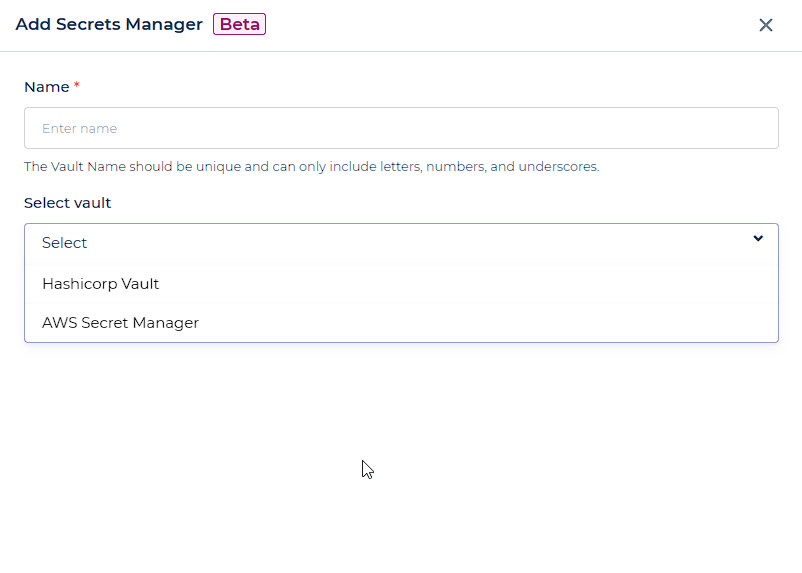 Add Secrets Manager Beta
Name *
Enter name
The Vault Name should be unique and can only include letters, numbers, and underscores.
Select vault
Select
Hashicorp Vault
AWS Secret Manager